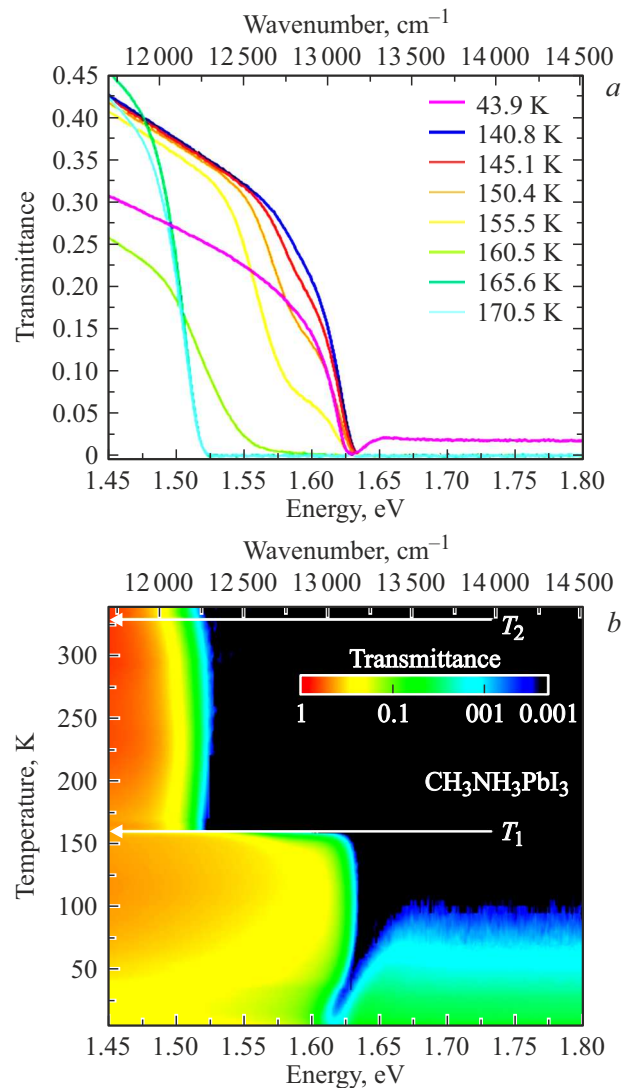 Wavenumber, cm⁻¹
12 000 12 500 13 000 13 500 14 000 14 500
a
0.45
0.40
0.35
0.30
0.25
0.20
0.15
0.10
0.05
0
Transmittance
43.9 K
140.8 K
145.1 K
150.4 K
155.5 K
160.5 K
165.6 K
170.5 K
1.45 1.50 1.55 1.60 1.65 1.70 1.75 1.80
Energy, eV
Wavenumber, cm⁻¹
12 000 12 500 13 000 13 500 14 000 14 500
b
T₂
Transmittance
1 0.1 001 0.001
CH₃NH₃PbI₃
T₁
300
250
200
150
100
50
Temperature, K
1.45 1.50 1.55 1.60 1.65 1.70 1.75 1.80
Energy, eV